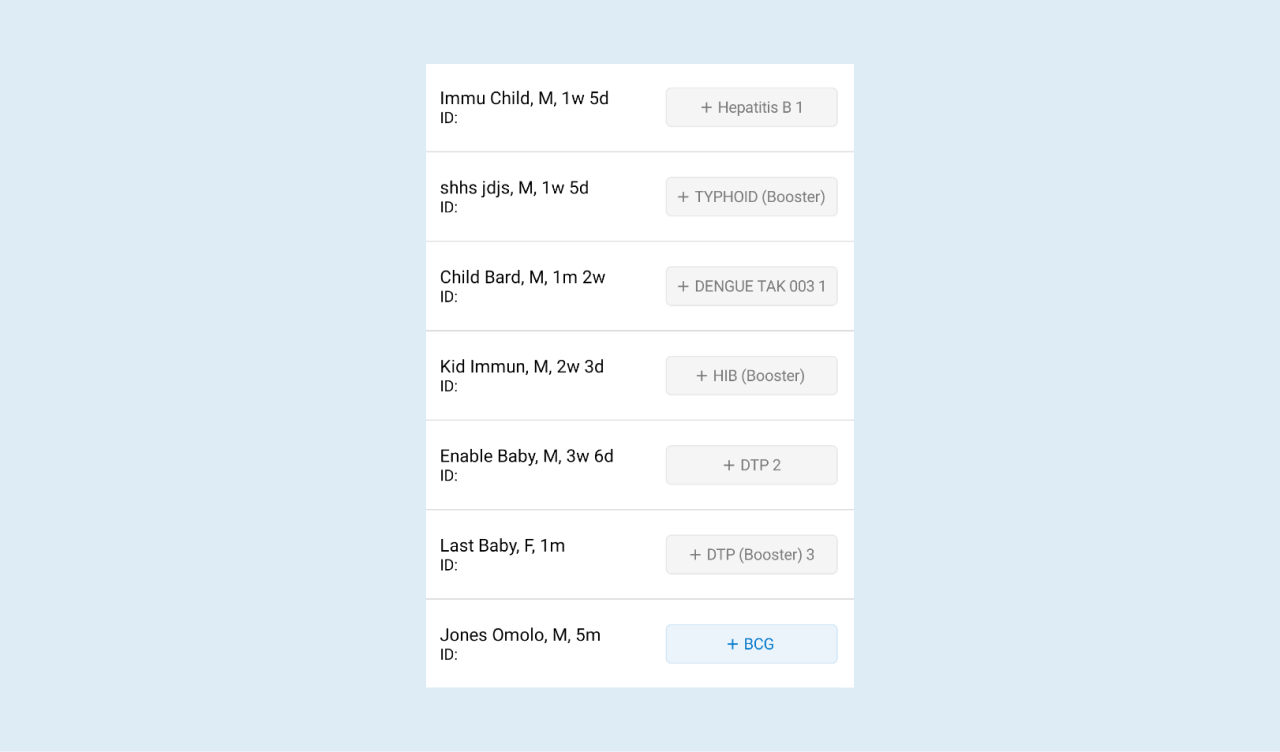 Immu Child, M, 1w 5d
ID:
+ Hepatitis B 1
shhs jdjs, M, 1w 5d
ID:
+ TYPHOID (Booster)
Child Bard, M, 1m 2w
ID:
+ DENGUE TAK 003 1
Kid Immun, M, 2w 3d
ID:
+ HIB (Booster)
Enable Baby, M, 3w 6d
ID:
+ DTP 2
Last Baby, F, 1m
ID:
+ DTP (Booster) 3
Jones Omolo, M, 5m
ID:
+ BCG